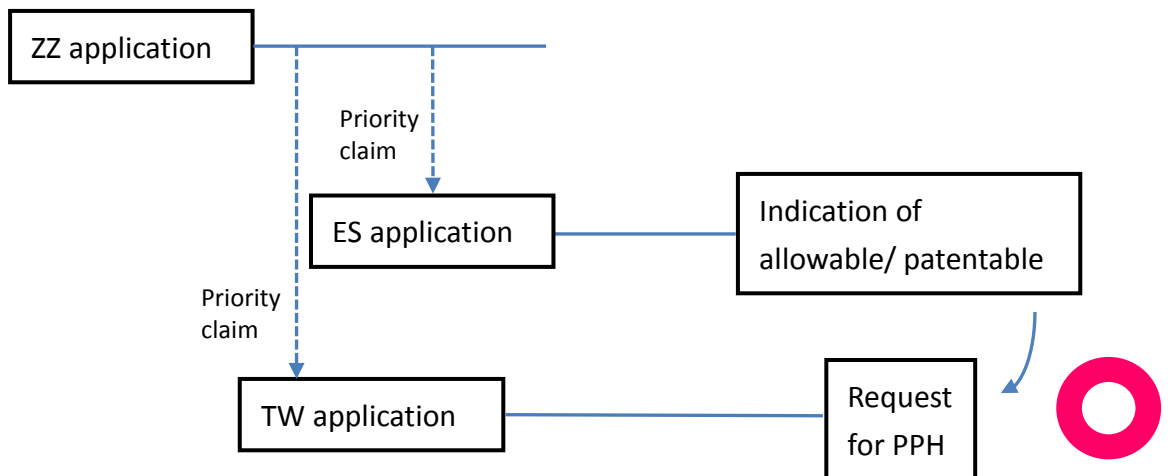 ZZ application
Priority
claim
ES application
Indication of
allowable/ patentable
Priority
claim
TW application
Request
for PPH